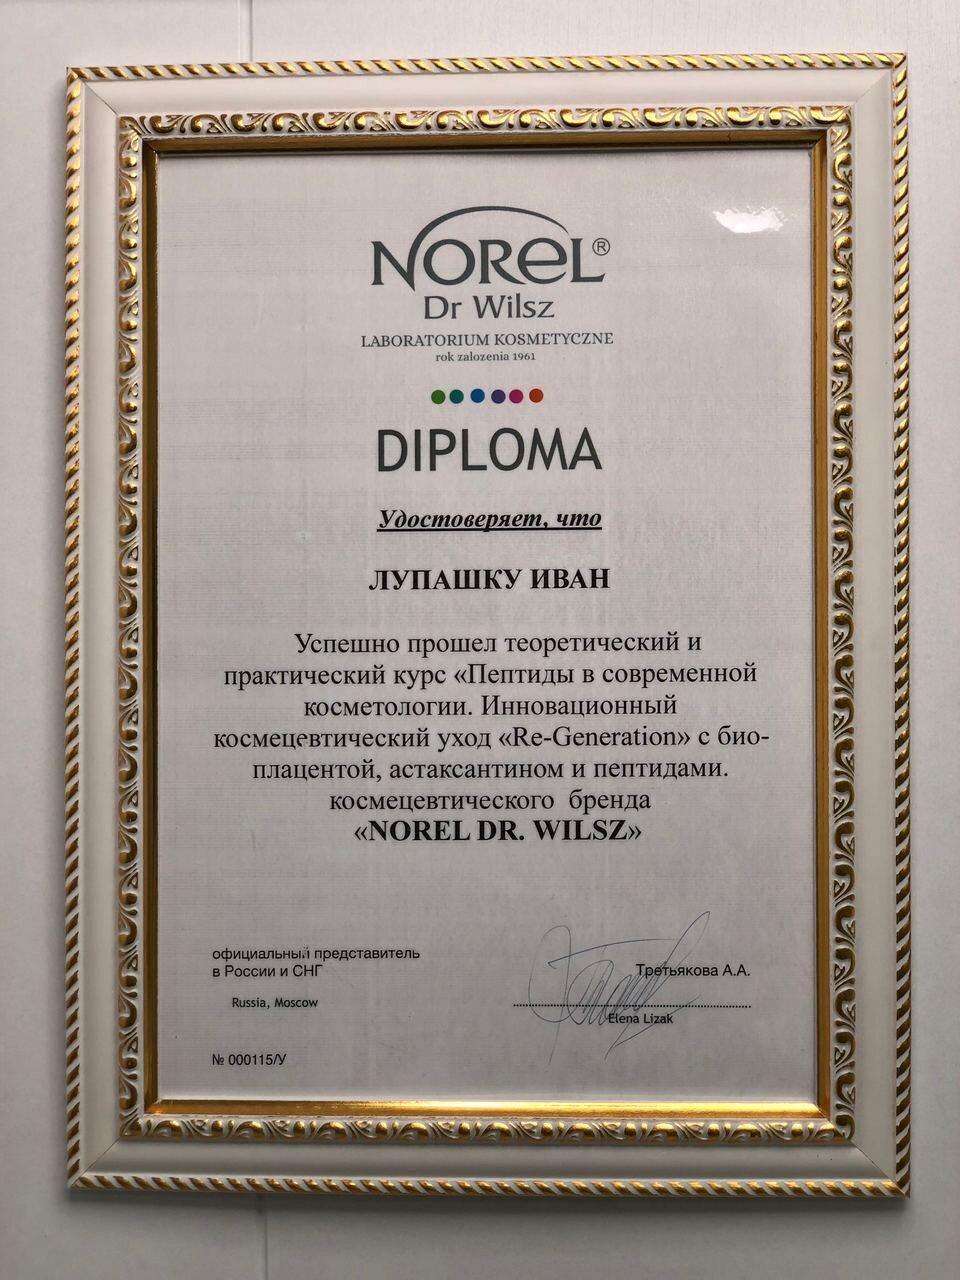 NOREL®
Dr Wilsz
LABORATORIUM KOSMETYCZNE
rok zalozenia 1961
DIPLOMA
Удостоверяет, что
ЛУПАШКУ ИВАН
Успешно прошел теоретический и
практический курс «Пептиды в современной
косметологии. Инновационный
космецевтический уход «Re-Generation» с био-
плацентой, астаксантином и пептидами.
космецевтического бренда
«NOREL DR. WILSZ»
официальный представитель
в России и СНГ
Третьякова А.А.
Russia, Moscow
Elena Lizak
№ 000115/У